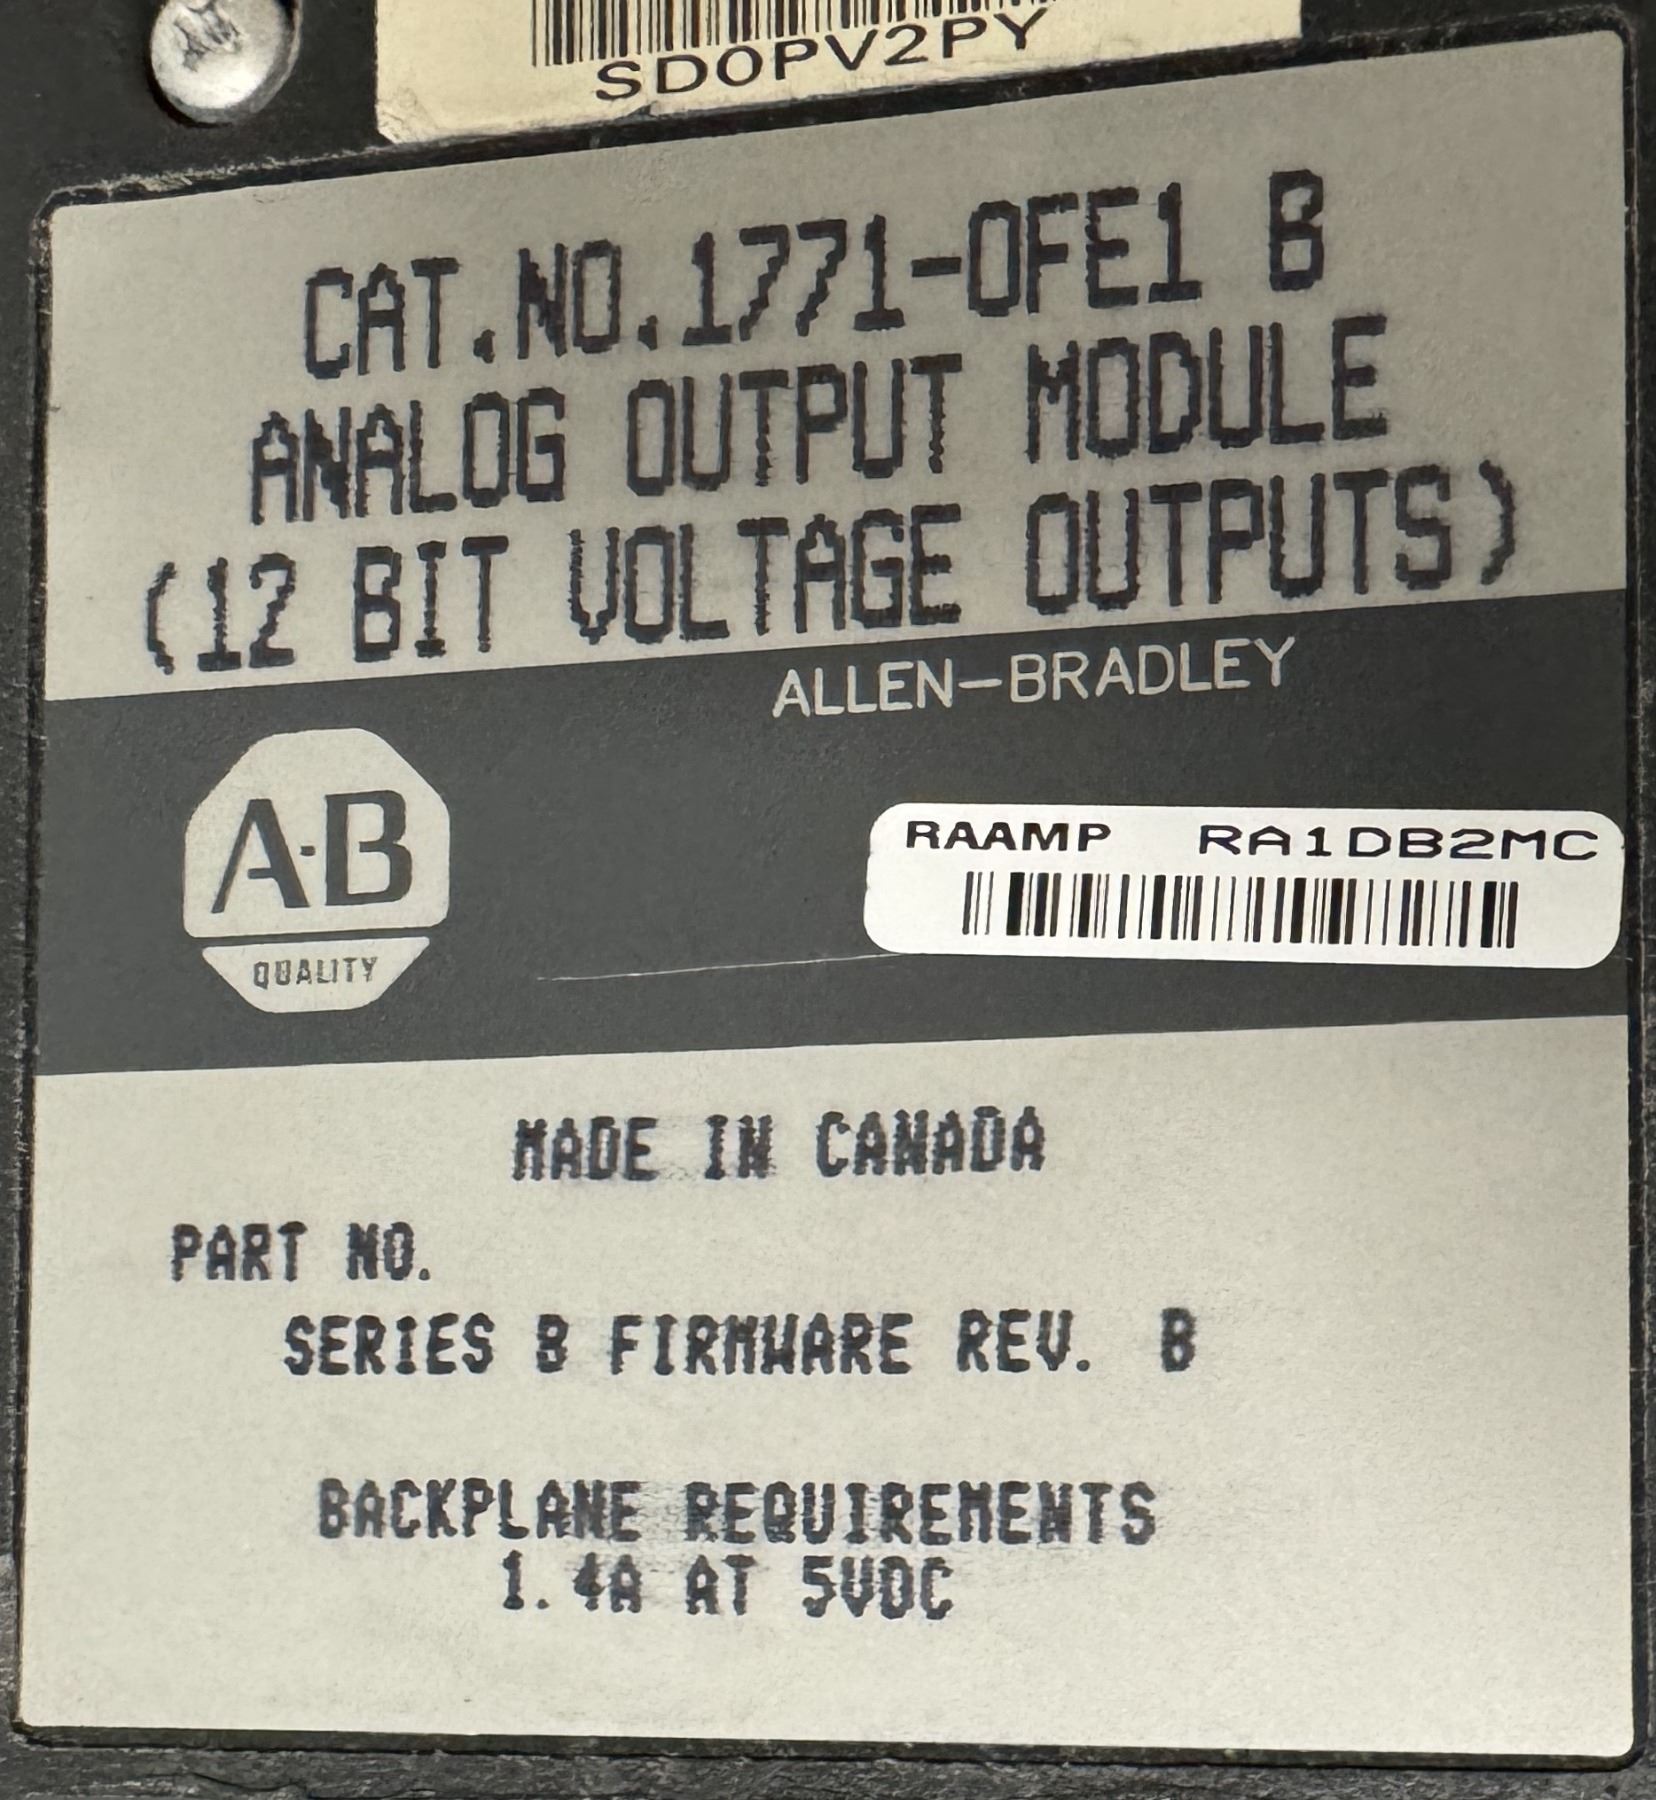 SD0PV2PY
CAT.NO.1771-OFE1 B
ANALOG OUTPUT MODULE
(12 BIT VOLTAGE OUTPUTS)
ALLEN-BRADLEY
A·B
QUALITY
RAAMP RA1DB2MC
MADE IN CANADA
PART NO.
SERIES B FIRMWARE REV. B
BACKPLANE REQUIREMENTS
1.4A AT 5VDC